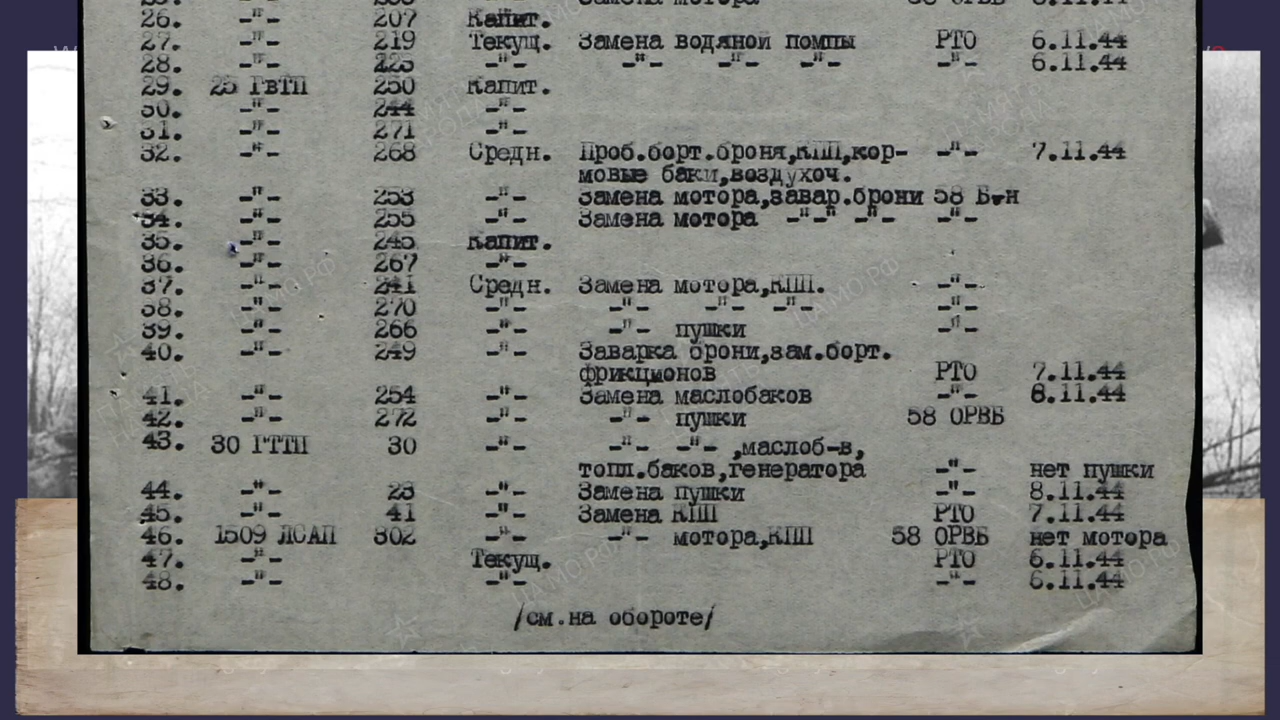 26. -"- 207 Капит.
27. -"- 219 Текущ. Замена водяной помпы РТО 6.11.44
28. -"- 225 -"- -"- -"- -"- -"- 6.11.44
29. 25 ГвТП 250 Капит.
30. -"- 244 -"-
31. -"- 271 -"-
32. -"- 268 Средн. Проб.борт.броня,КПП,кор- -"- 7.11.44
мовые баки,воздухоч.
33. -"- 253 -"- Замена мотора,завар.брони 58 Б-н
34. -"- 255 -"- Замена мотора -"-" -"- -"-
35. -"- 245 Капит.
36. -"- 267 -"-
37. -"- 241 Средн. Замена мотора,КПП. -"-
38. -"- 270 -"- -"- -"- -"- -"-
39. -"- 266 -"- -"- пушки -"-
40. -"- 249 -"- Заварка брони,зам.борт.
фрикционов РТО 7.11.44
41. -"- 254 -"- Замена маслобаков -"- 8.11.44
42. -"- 272 -"- -"- пушки 58 ОРВБ
43. 30 ГТТП 30 -"- -"- -"- ,маслоб-в,
топл.баков,генератора -"- нет пушки
44. -"- 23 -"- Замена пушки -"- 8.11.44
45. -"- 41 -"- Замена КПП РТО 7.11.44
46. 1509 ЛСАП 302 -"- -"- мотора,КПП 58 ОРВБ нет мотора
47. -"- Текущ. РТО 6.11.44
48. -"- -"- -"- 6.11.44
/см.на обороте/